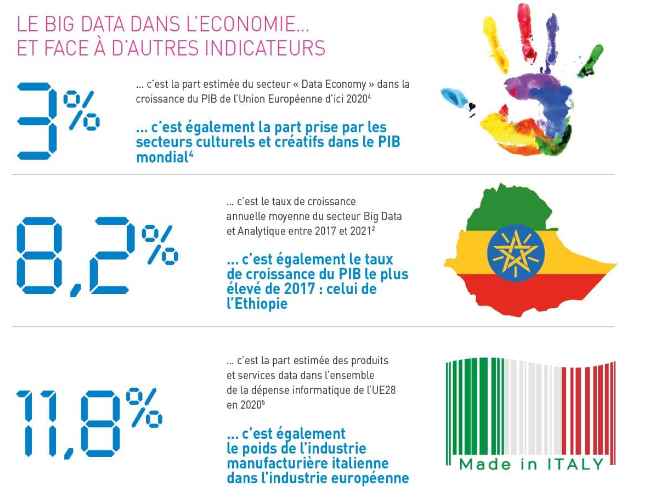 LE BIG DATA DANS L'ECONOMIE...
ET FACE À D'AUTRES INDICATEURS
3%
... c'est la part estimée du secteur « Data Economy » dans la
croissance du PIB de l'Union Européenne d'ici 2020⁴
... c'est également la part prise par les
secteurs culturels et créatifs dans le PIB
mondial⁴
8,2%
... c'est le taux de croissance
annuelle moyenne du secteur Big Data
et Analytique entre 2017 et 2021²
... c'est également le taux
de croissance du PIB le plus
élevé de 2017 : celui de
l'Ethiopie
11,8%
... c'est la part estimée des produits
et services data dans l'ensemble
de la dépense informatique de l'UE28
en 2020⁵
... c'est également
le poids de l'industrie
manufacturière italienne
dans l'industrie européenne
Made in ITALY